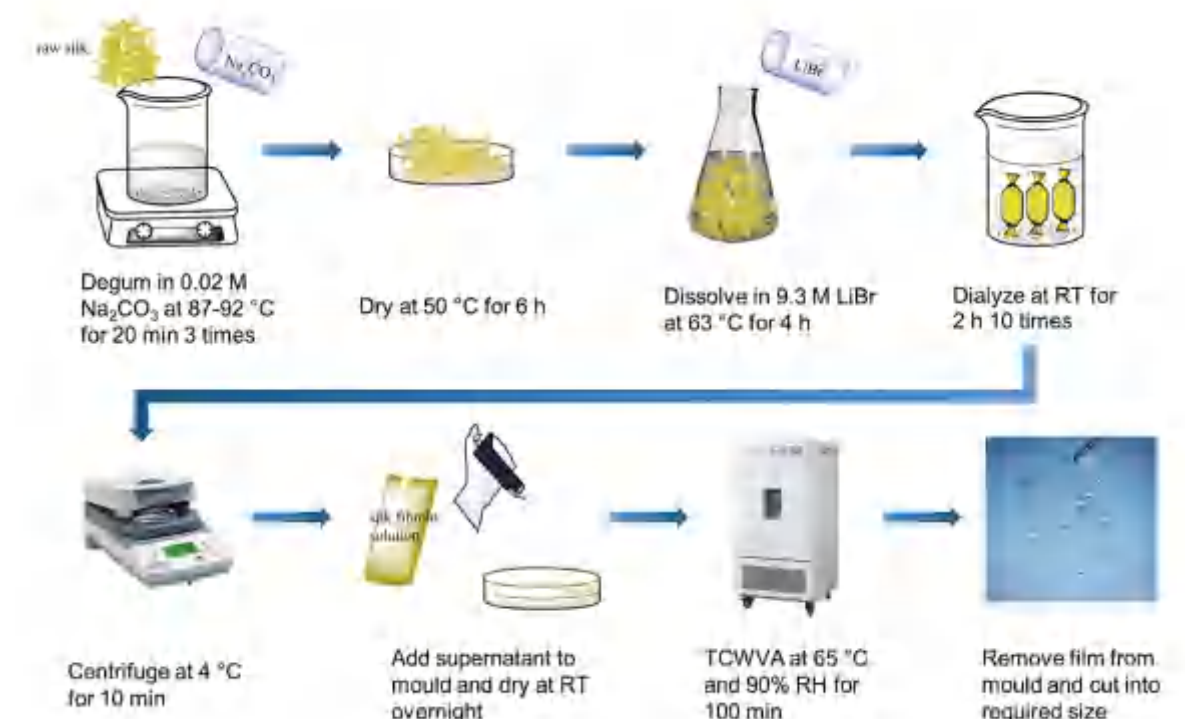 raw silk
Na₂CO₃
LiBr
Degum in 0.02 M
Na₂CO₃ at 87-92 °C
for 20 min 3 times
Dry at 50 °C for 6 h
Dissolve in 9.3 M LiBr
at 63 °C for 4 h
Dialyze at RT for
2 h 10 times
silk fibroin
solution
Centrifuge at 4 °C
for 10 min
Add supernatant to
mould and dry at RT
overnight
TCWVA at 65 °C
and 90% RH for
100 min
Remove film from
mould and cut into
required size